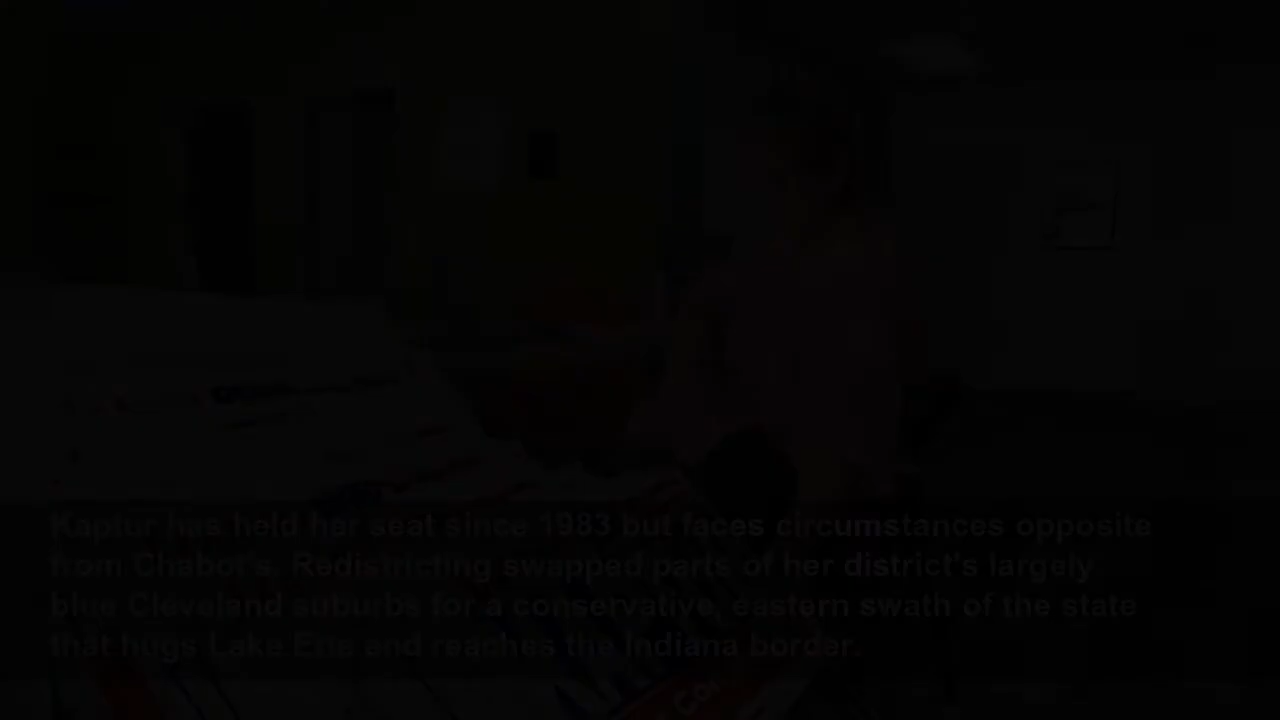 Kaptur has held her seat since 1983 but faces circumstances opposite
from Chabot's. Redistricting swapped parts of her district's largely
blue Cleveland suburbs for a conservative, eastern swath of the state
that hugs Lake Erie and reaches the Indiana border.
Co